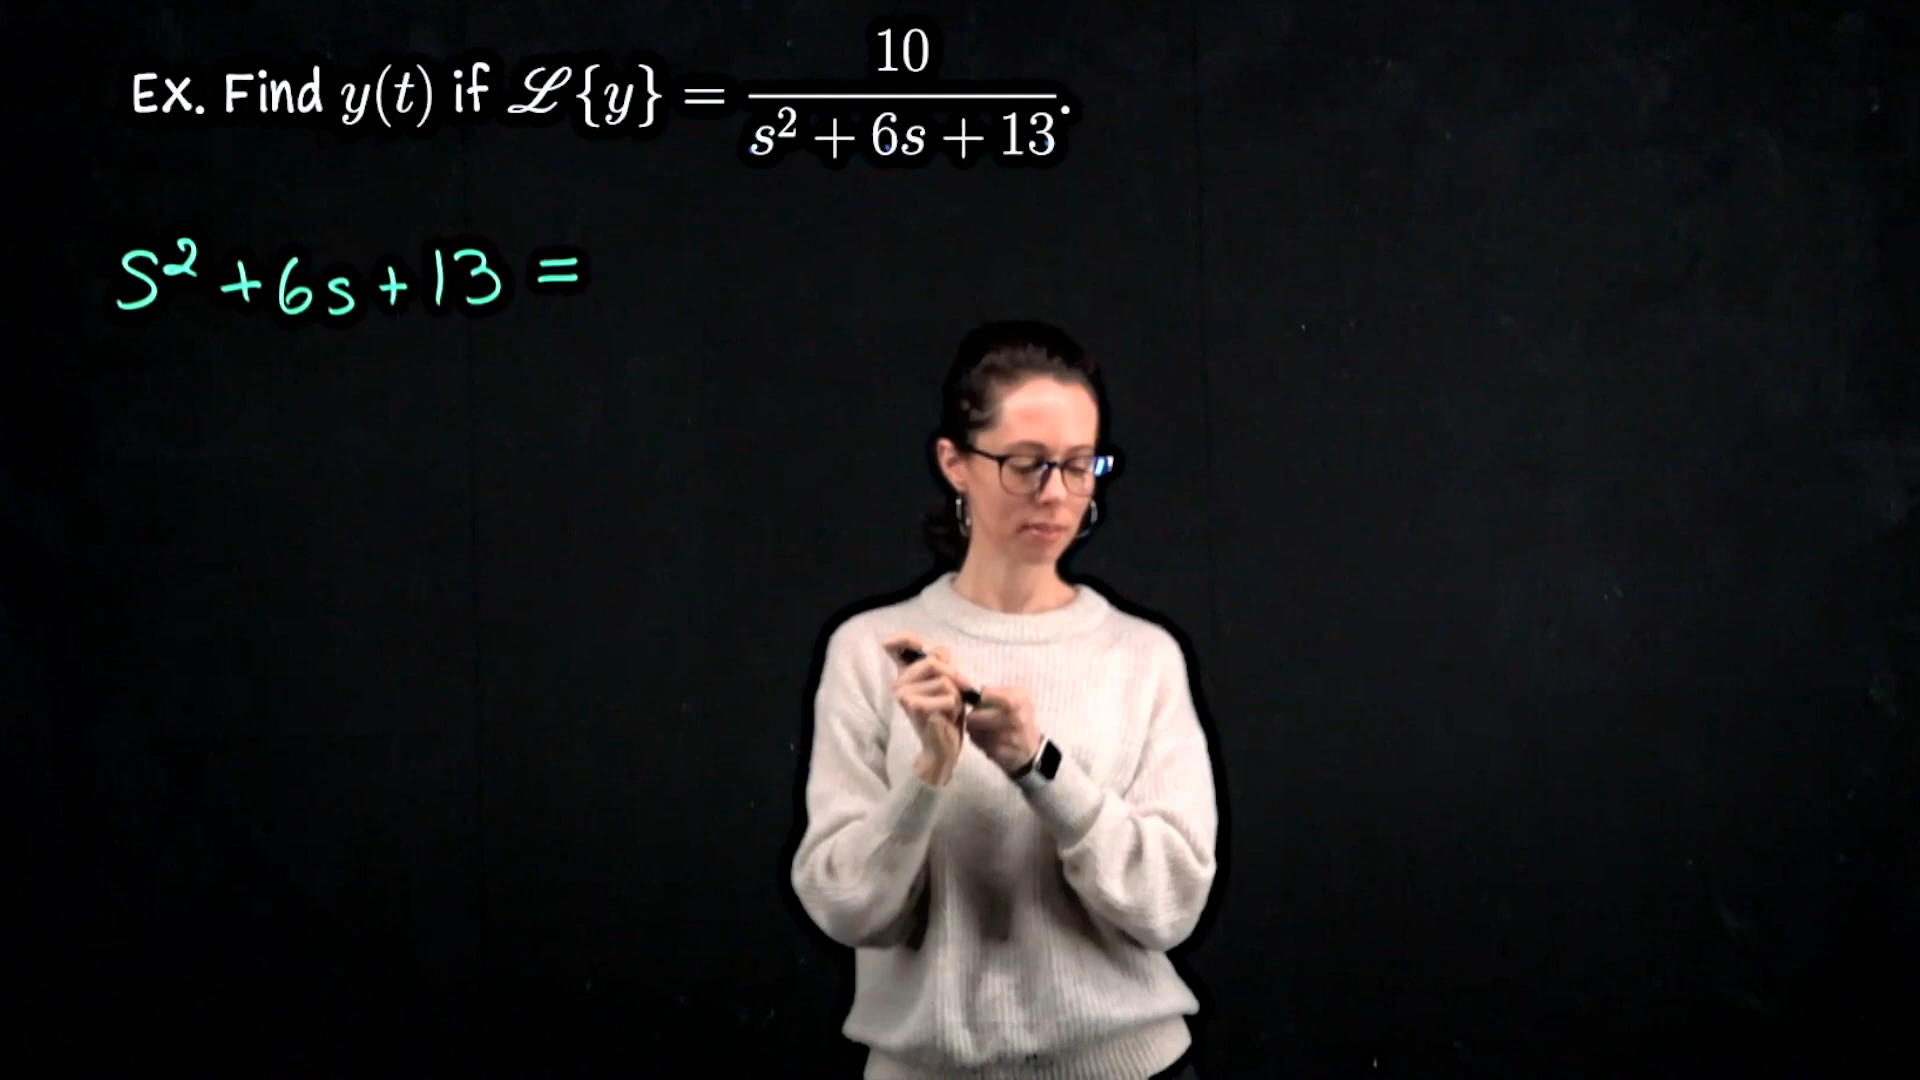 Ex. Find y(t) if ℒ{y} = 10/(s² + 6s + 13).
S² + 6s + 13 =